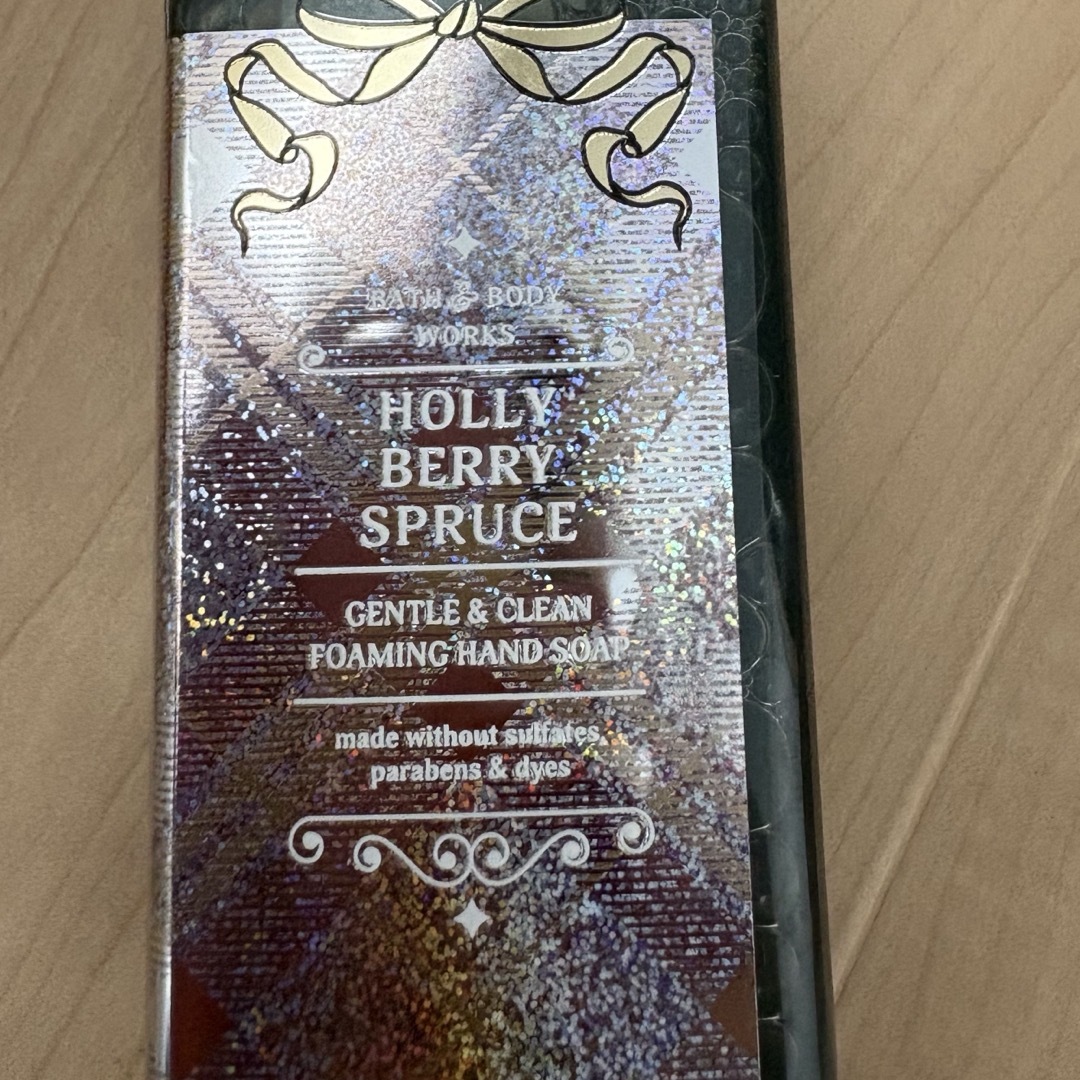 BATH & BODY
WORKS
HOLLY
BERRY
SPRUCE
GENTLE & CLEAN
FOAMING HAND SOAP
made without sulfates,
parabens & dyes